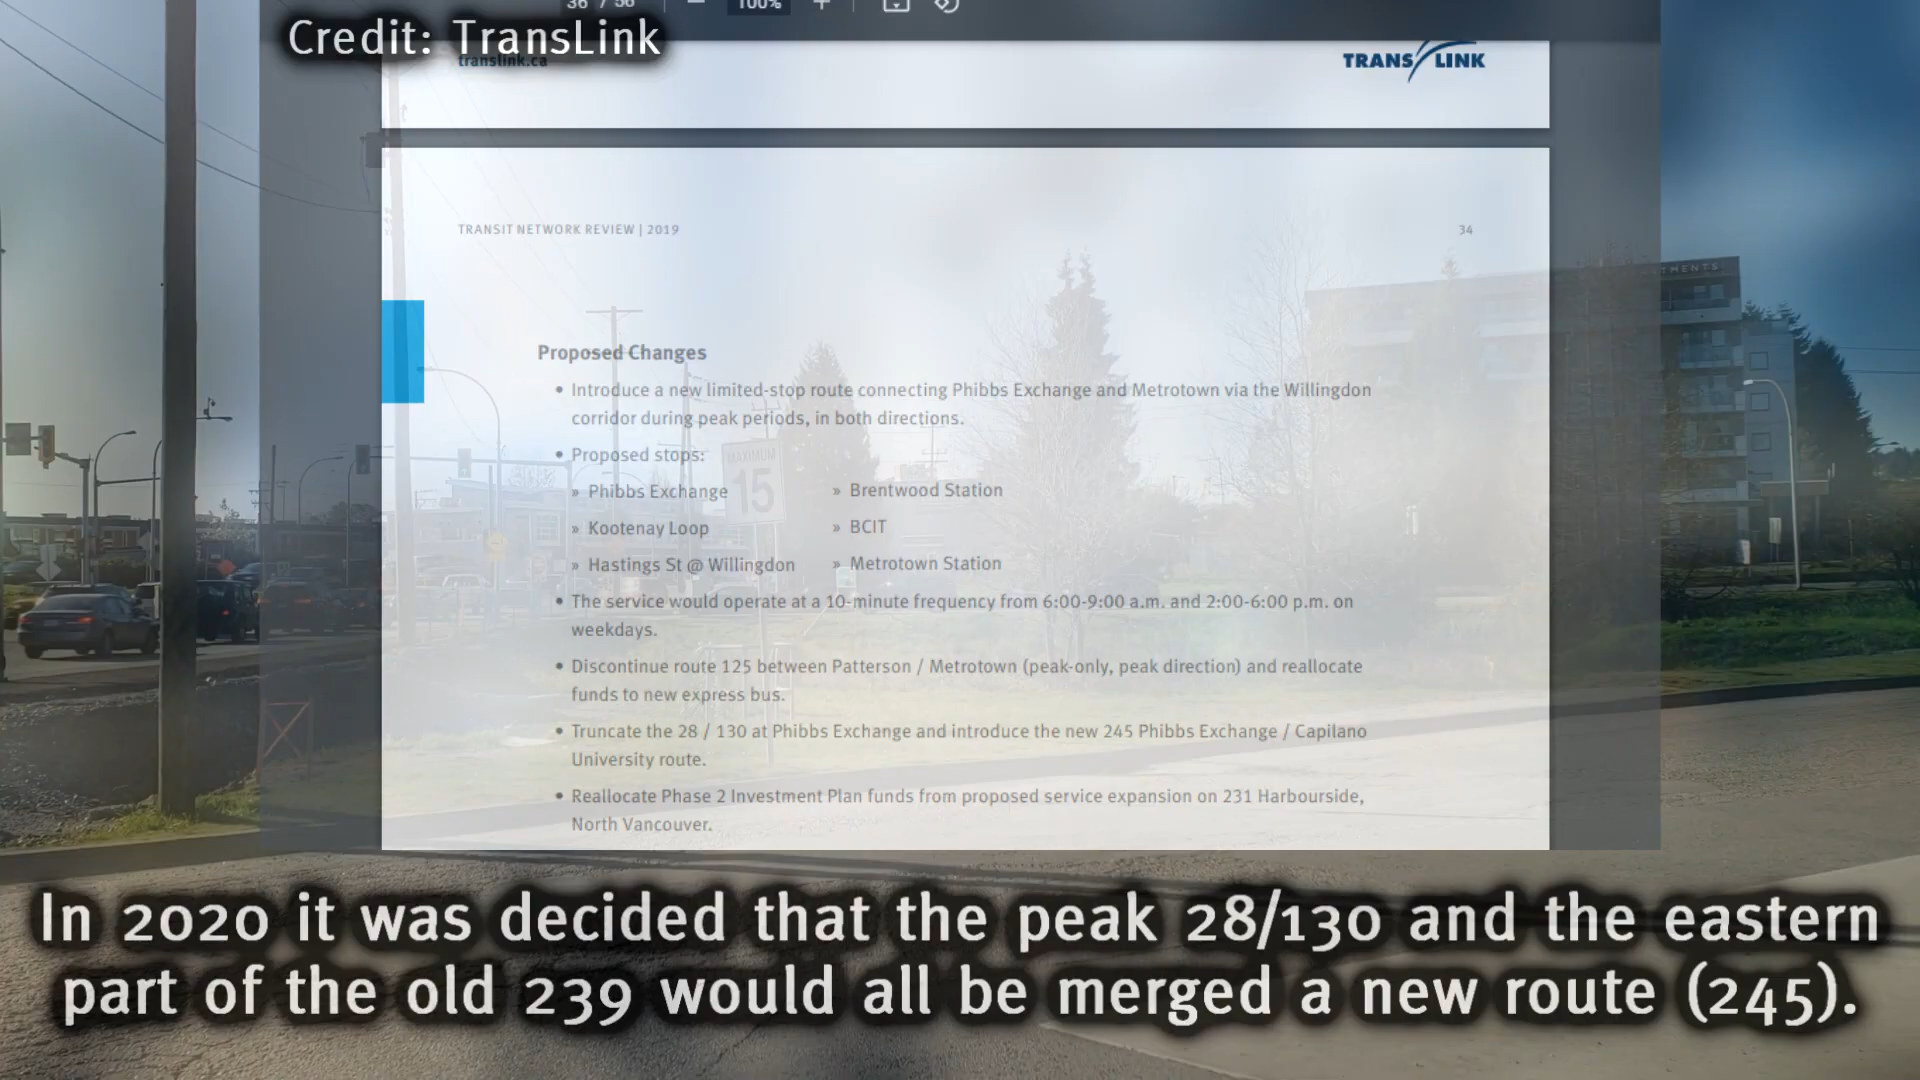 36 / 56
100%
Credit: TransLink
translink.ca
TRANS LINK
TRANSIT NETWORK REVIEW | 2019
34
Proposed Changes
• Introduce a new limited-stop route connecting Phibbs Exchange and Metrotown via the Willingdon
corridor during peak periods, in both directions.
• Proposed stops:
» Phibbs Exchange
» Kootenay Loop
» Hastings St @ Willingdon
» Brentwood Station
» BCIT
» Metrotown Station
• The service would operate at a 10-minute frequency from 6:00-9:00 a.m. and 2:00-6:00 p.m. on
weekdays.
• Discontinue route 125 between Patterson / Metrotown (peak-only, peak direction) and reallocate
funds to new express bus.
• Truncate the 28 / 130 at Phibbs Exchange and introduce the new 245 Phibbs Exchange / Capilano
University route.
• Reallocate Phase 2 Investment Plan funds from proposed service expansion on 231 Harbourside,
North Vancouver.
MAXIMUM
15
In 2020 it was decided that the peak 28/130 and the eastern
part of the old 239 would all be merged a new route (245).